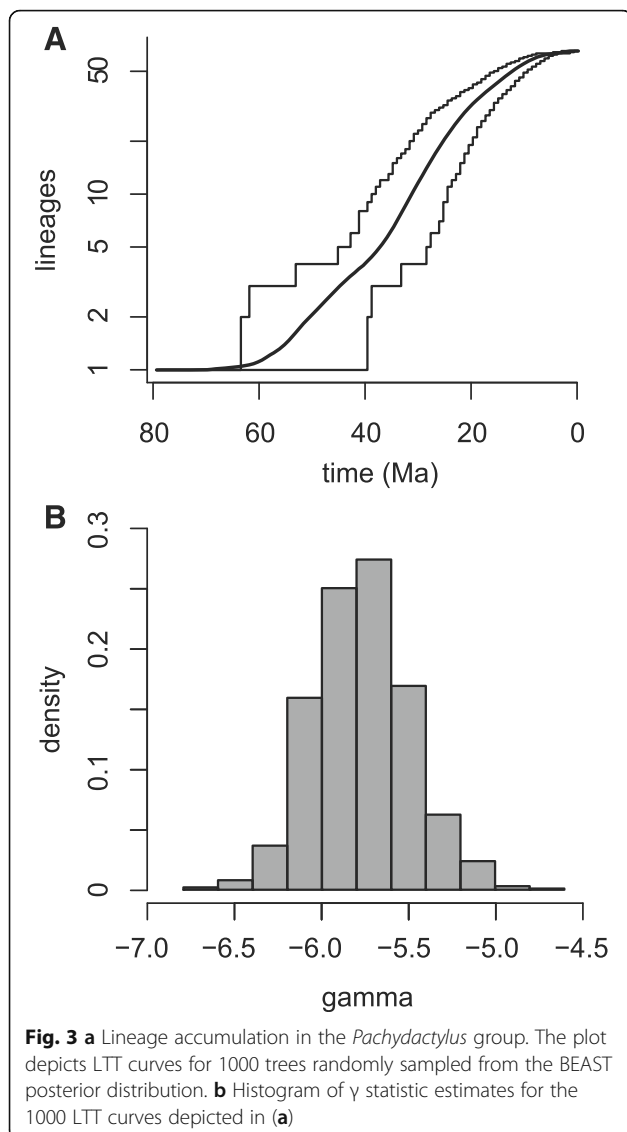 A
50
10
5
2
1
lineages
80 60 40 20 0
time (Ma)
B
0.3
0.2
0.1
0
density
−7.0 −6.5 −6.0 −5.5 −5.0 −4.5
gamma
Fig. 3 a Lineage accumulation in the Pachydactylus group. The plot
depicts LTT curves for 1000 trees randomly sampled from the BEAST
posterior distribution. b Histogram of γ statistic estimates for the
1000 LTT curves depicted in (a)